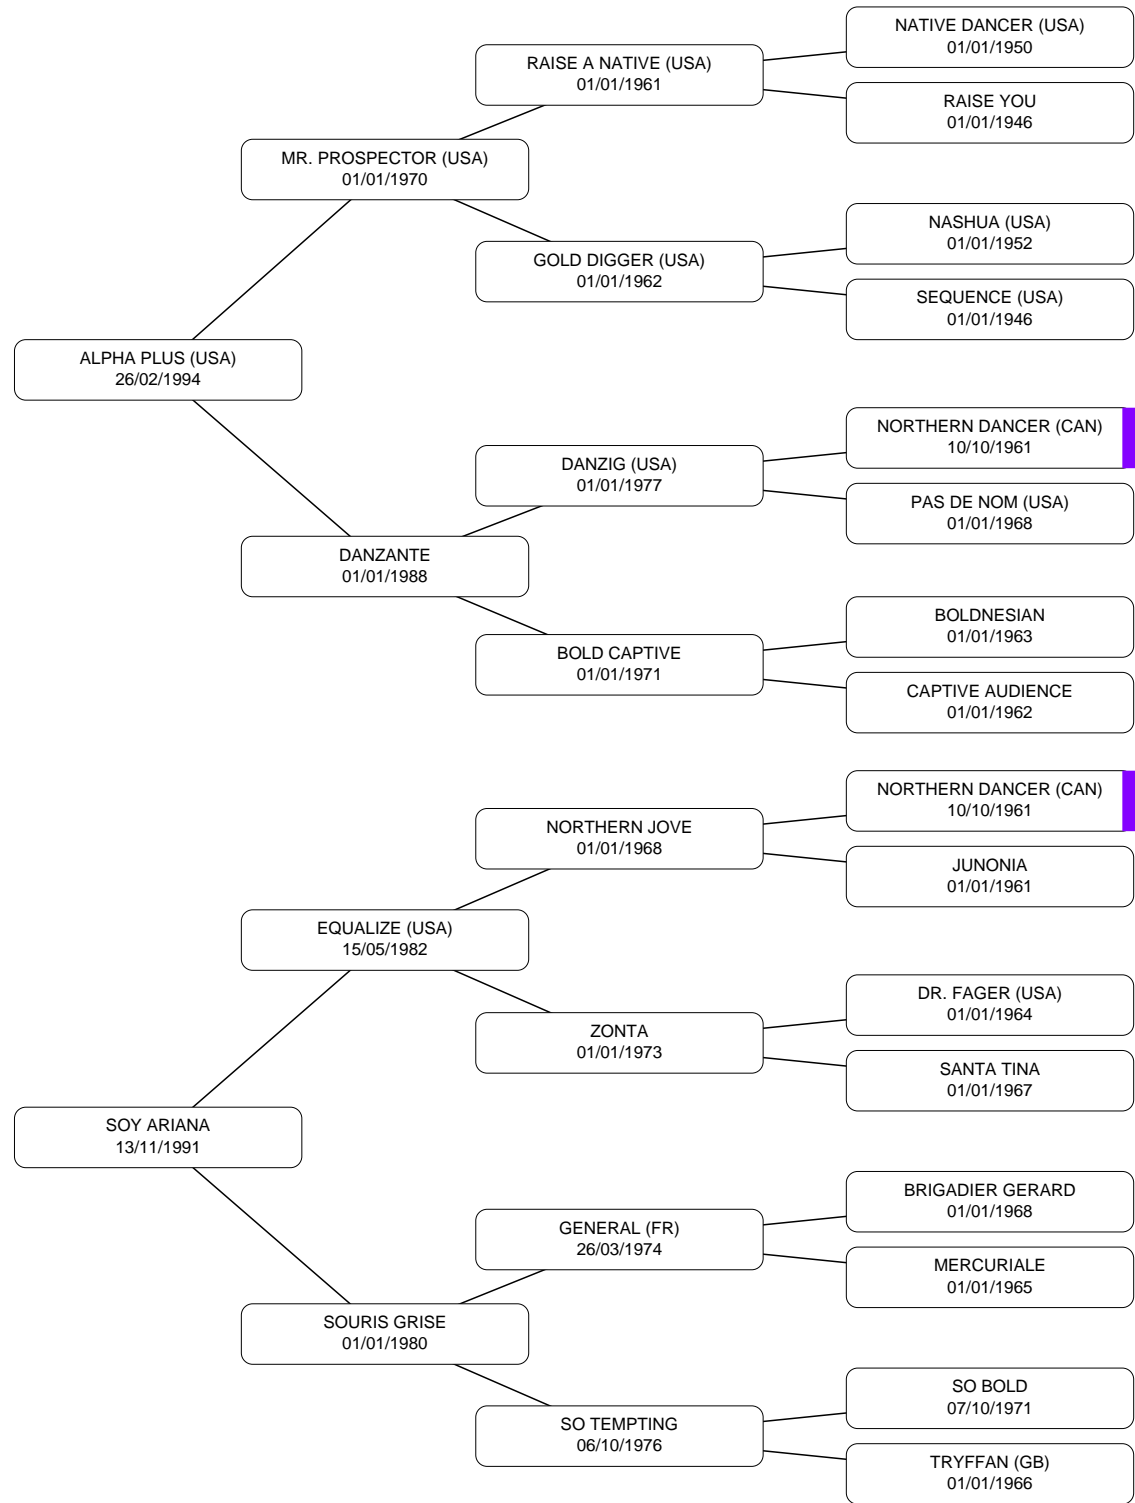 NATIVE DANCER (USA)
01/01/1950
RAISE A NATIVE (USA)
01/01/1961
RAISE YOU
01/01/1946
MR. PROSPECTOR (USA)
01/01/1970
NASHUA (USA)
01/01/1952
GOLD DIGGER (USA)
01/01/1962
SEQUENCE (USA)
01/01/1946
ALPHA PLUS (USA)
26/02/1994
NORTHERN DANCER (CAN)
10/10/1961
DANZIG (USA)
01/01/1977
PAS DE NOM (USA)
01/01/1968
DANZANTE
01/01/1988
BOLDNESIAN
01/01/1963
BOLD CAPTIVE
01/01/1971
CAPTIVE AUDIENCE
01/01/1962
NORTHERN DANCER (CAN)
10/10/1961
NORTHERN JOVE
01/01/1968
JUNONIA
01/01/1961
EQUALIZE (USA)
15/05/1982
DR. FAGER (USA)
01/01/1964
ZONTA
01/01/1973
SANTA TINA
01/01/1967
SOY ARIANA
13/11/1991
BRIGADIER GERARD
01/01/1968
GENERAL (FR)
26/03/1974
MERCURIALE
01/01/1965
SOURIS GRISE
01/01/1980
SO BOLD
07/10/1971
SO TEMPTING
06/10/1976
TRYFFAN (GB)
01/01/1966